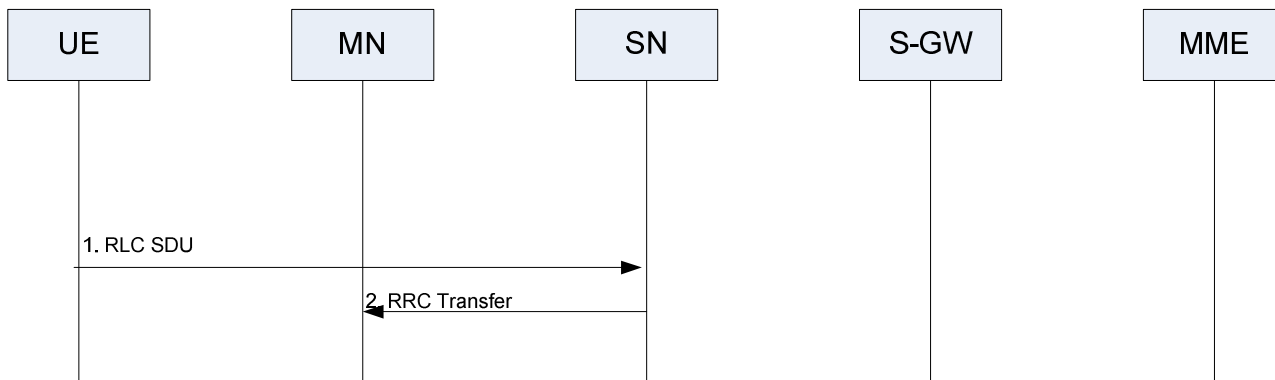 UE
MN
SN
S-GW
MME
1. RLC SDU
2. RRC Transfer